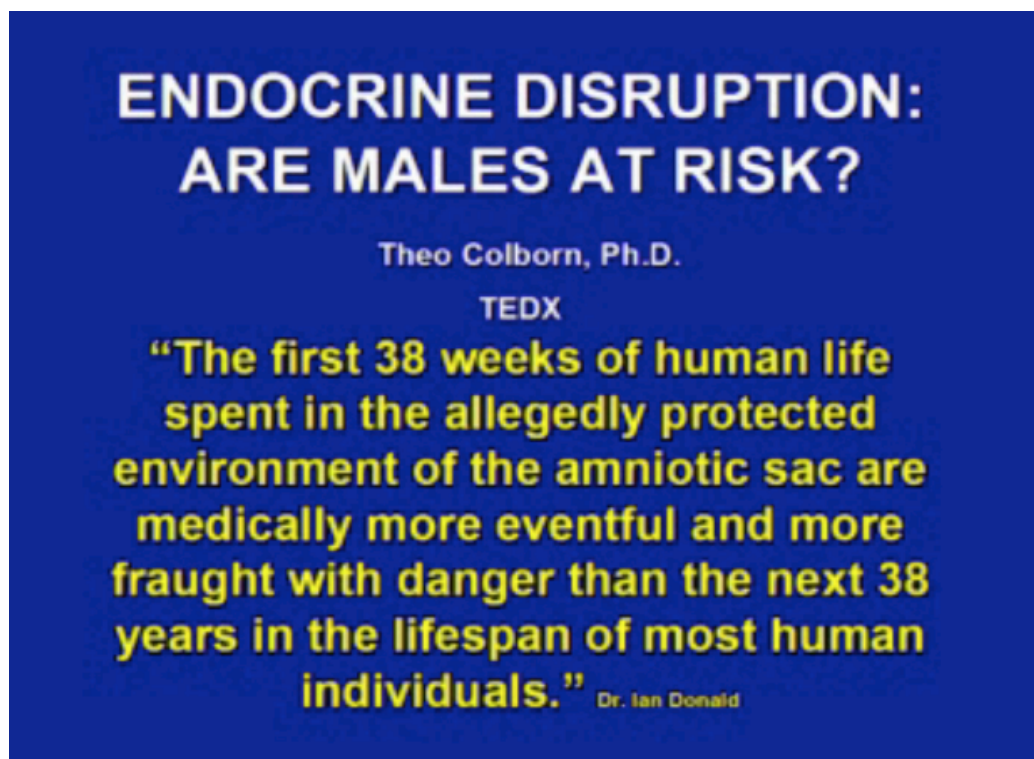 ENDOCRINE DISRUPTION:
ARE MALES AT RISK?
Theo Colborn, Ph.D.
TEDX
“The first 38 weeks of human life
spent in the allegedly protected
environment of the amniotic sac are
medically more eventful and more
fraught with danger than the next 38
years in the lifespan of most human
individuals.” Dr. Ian Donald